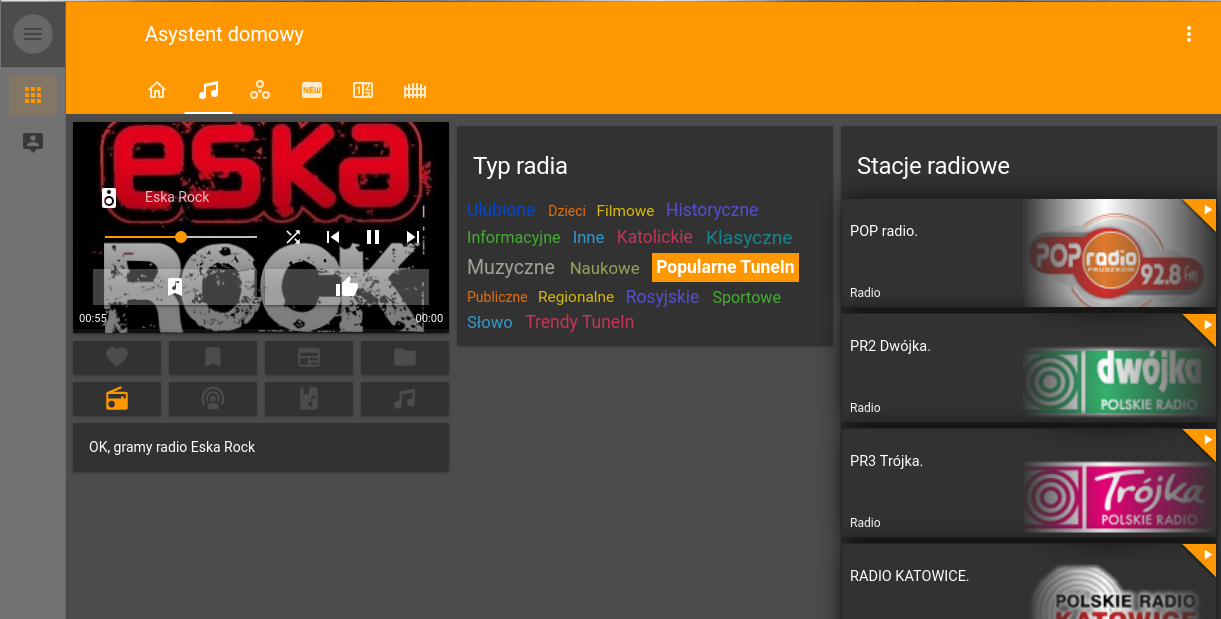 Asystent domowy
NEW
eska
ROCK
Eska Rock
00:55
00:00
OK, gramy radio Eska Rock
Typ radia
Ulubione Dzieci Filmowe Historyczne
Informacyjne Inne Katolickie Klasyczne
Muzyczne Naukowe Popularne TuneIn
Publiczne Regionalne Rosyjskie Sportowe
Słowo Trendy TuneIn
Stacje radiowe
POP radio.
Radio
POP radio
PRUSZKÓW
92.8 Fm
PR2 Dwójka.
Radio
dwójka
POLSKIE RADIO
PR3 Trójka.
Radio
Trójka
POLSKIE RADIO
RADIO KATOWICE.
POLSKIE RADIO
KATOWICE